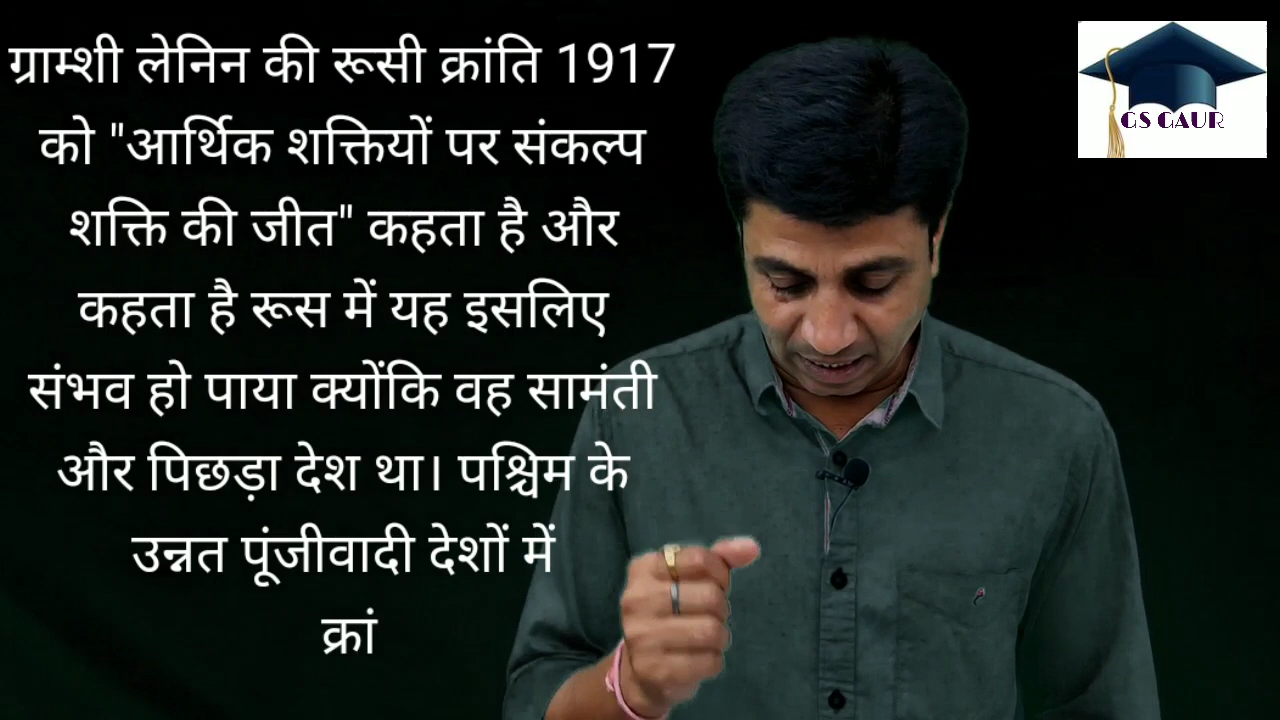 ग्राम्शी लेनिन की रूसी क्रांति 1917
को "आर्थिक शक्तियों पर संकल्प
शक्ति की जीत" कहता है और
कहता है रूस में यह इसलिए
संभव हो पाया क्योंकि वह सामंती
और पिछड़ा देश था। पश्चिम के
उन्नत पूंजीवादी देशों में
क्रां
GS GAUR